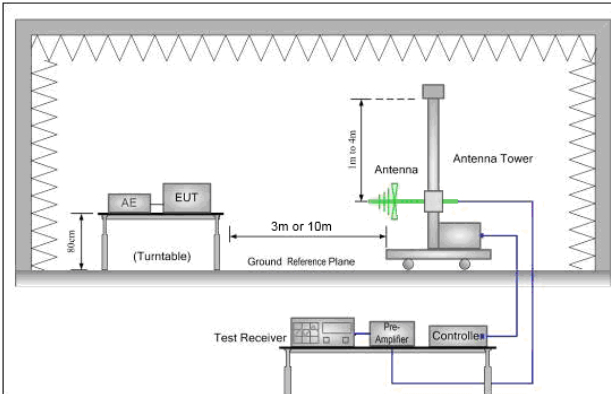 1m to 4m
Antenna
Antenna Tower
AE
EUT
80cm
3m or 10m
(Turntable)
Ground Reference Plane
Test Receiver
Pre-
Amplifier
Controller